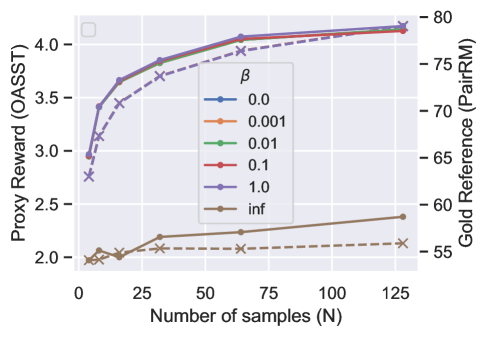 Proxy Reward (OASST)
4.0
3.5
3.0
2.5
2.0
β
0.0
0.001
0.01
0.1
1.0
inf
80
75
70
65
60
55
Gold Reference (PairRM)
0 25 50 75 100 125
Number of samples (N)